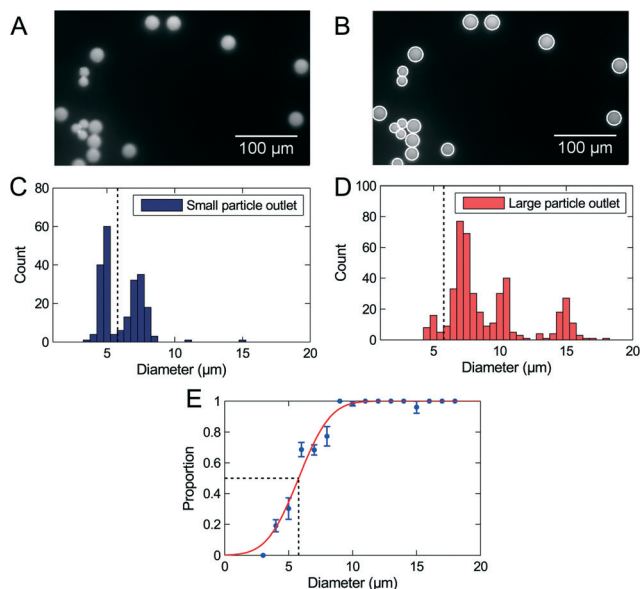 A
B
100 µm
100 µm
C
D
80
60
40
20
0
Count
Small particle outlet
5
10
15
20
Diameter (µm)
100
80
60
40
20
0
Count
Large particle outlet
5
10
15
20
Diameter (µm)
E
1
0.8
0.6
0.4
0.2
0
Proportion
0
5
10
15
20
Diameter (µm)